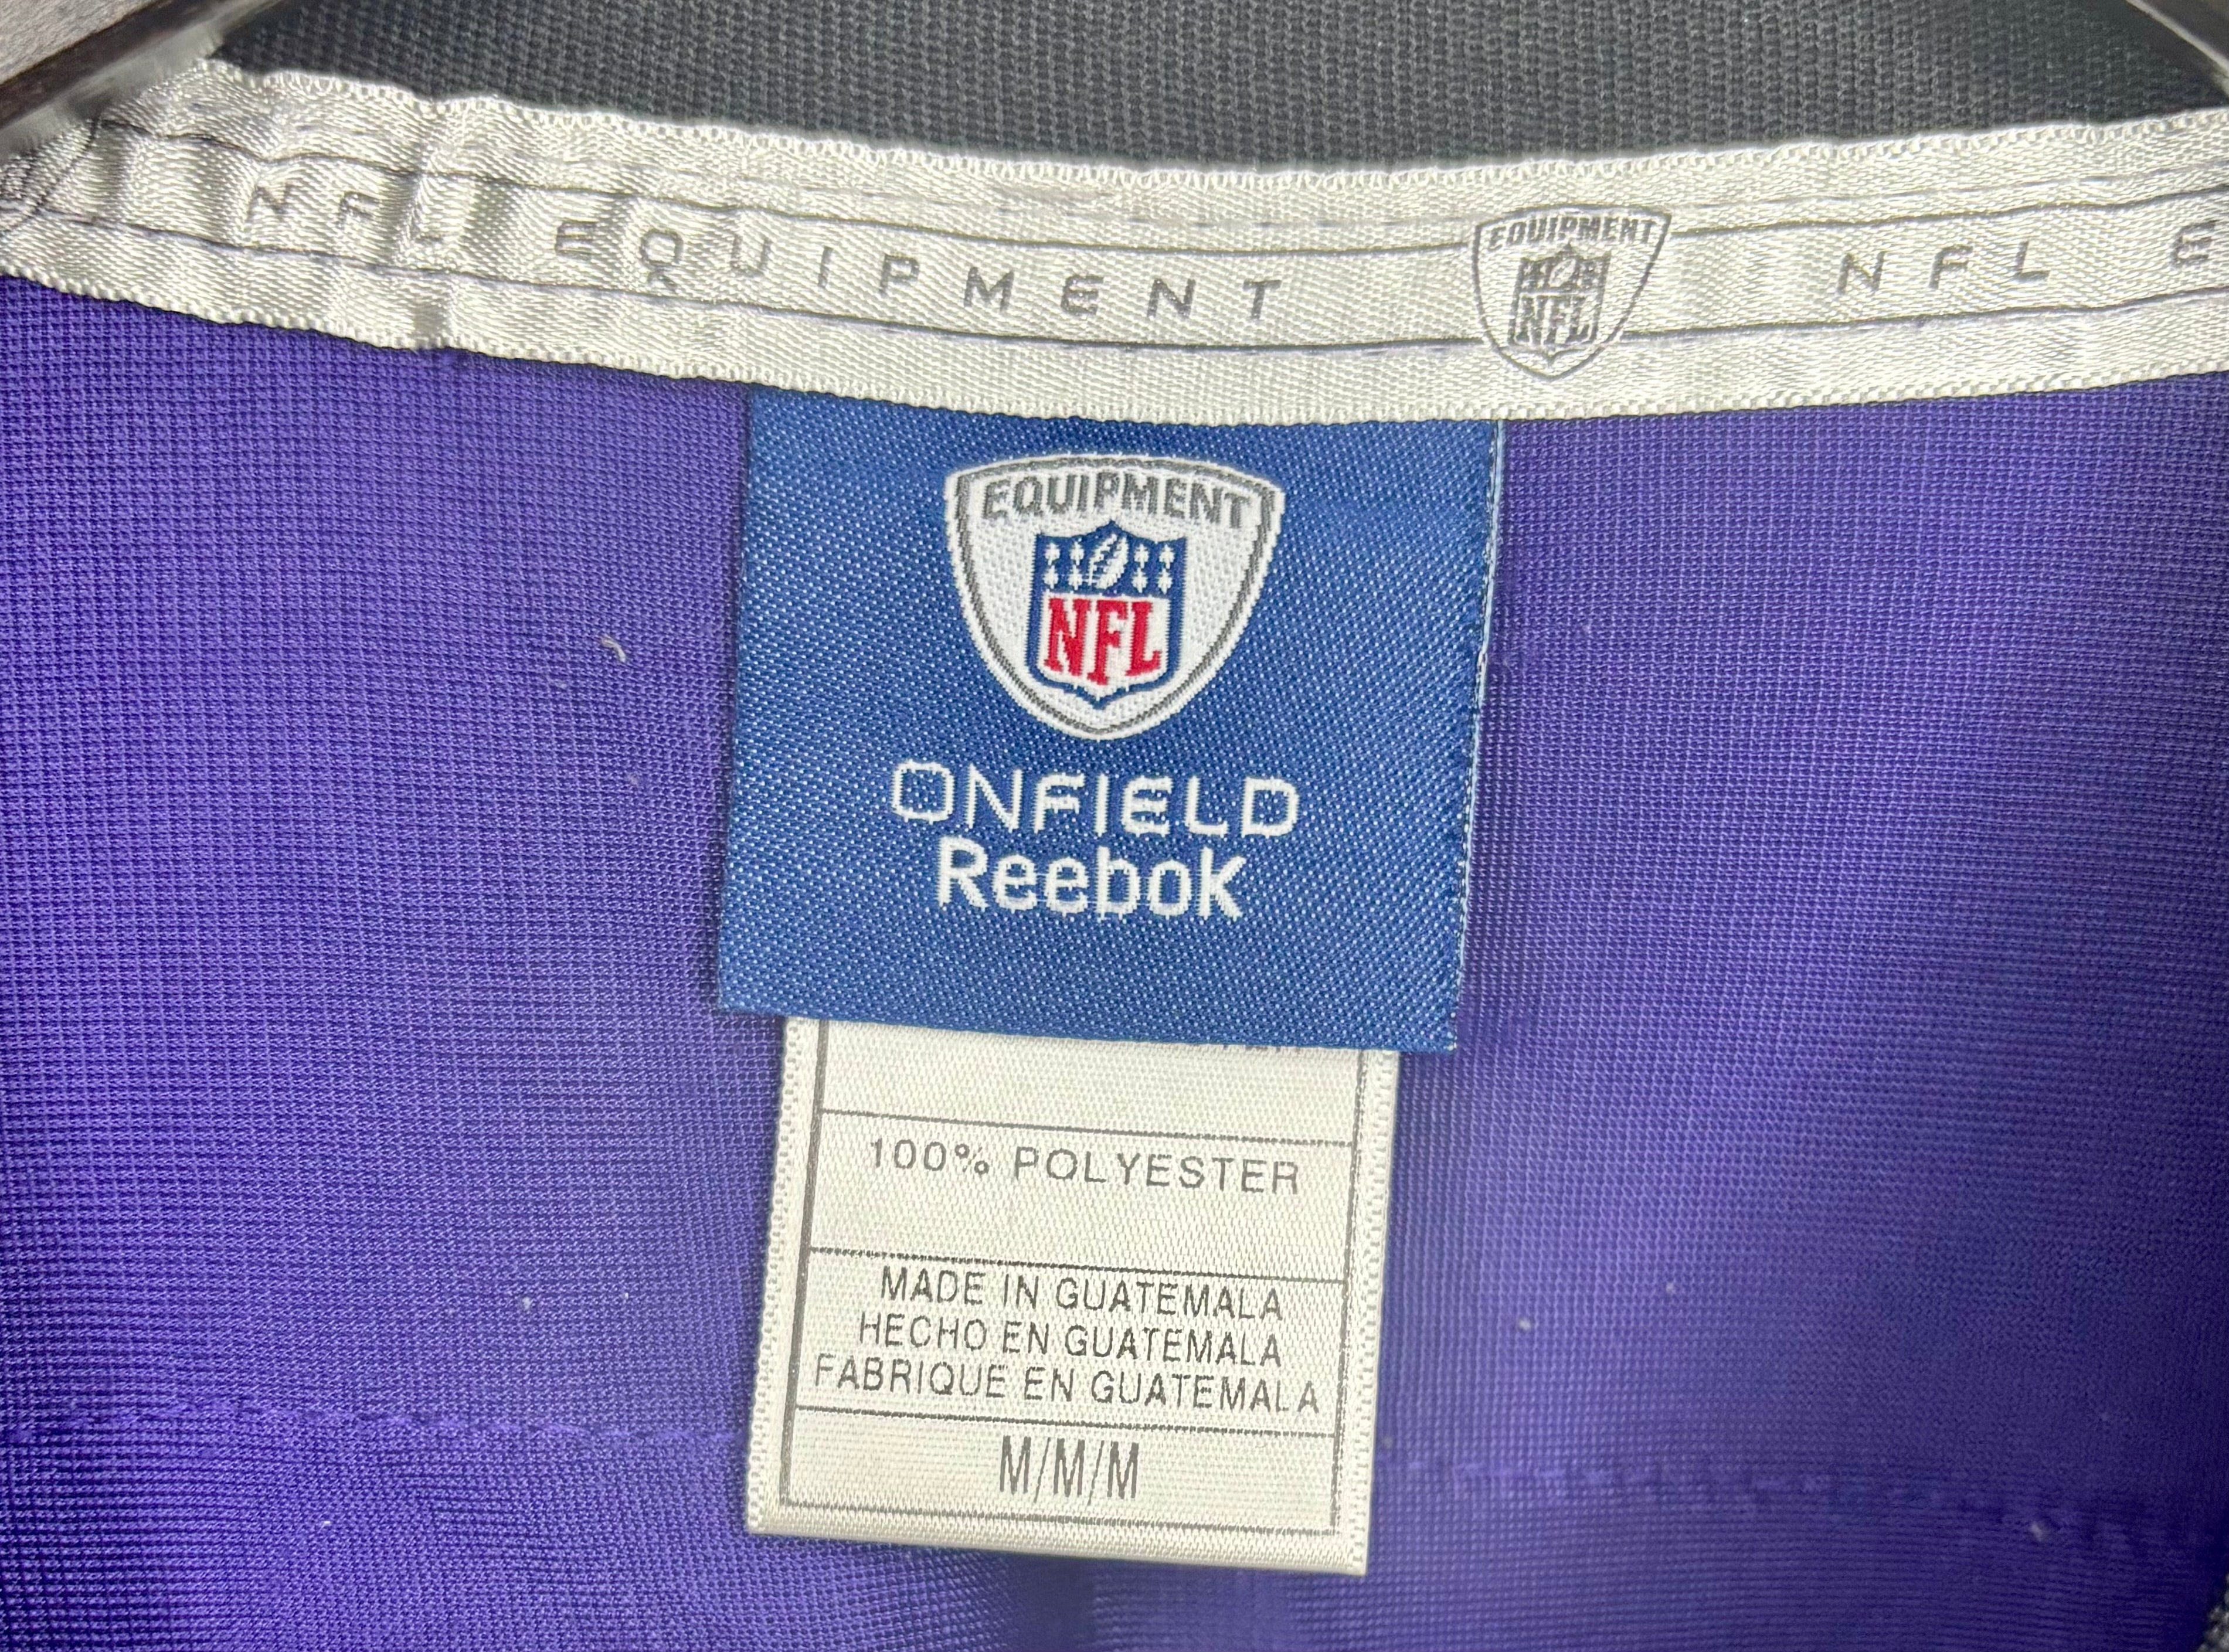 NFL EQUIPMENT
EQUIPMENT
NFL
NFL E
EQUIPMENT
NFL
ONFIELD
Reebok
100% POLYESTER
MADE IN GUATEMALA
HECHO EN GUATEMALA
FABRIQUE EN GUATEMALA
M/M/M